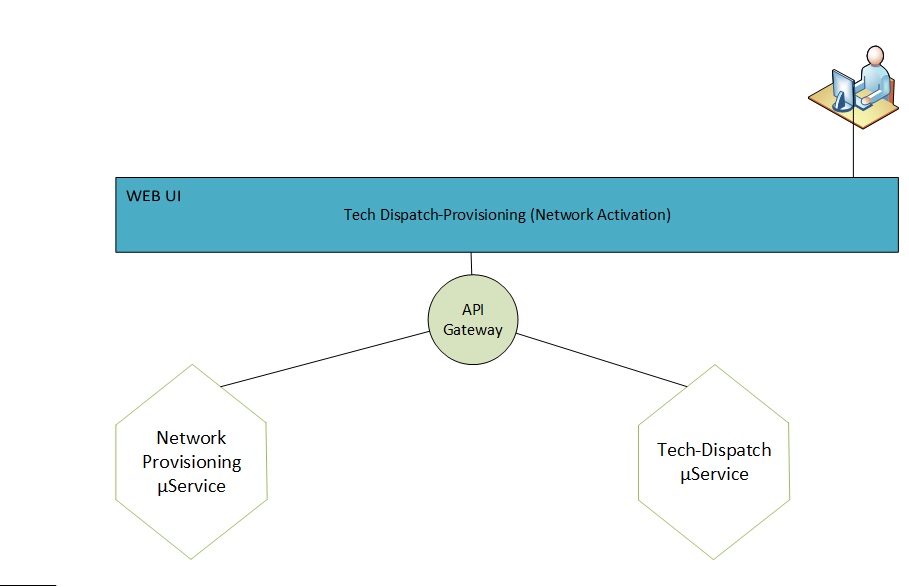 WEB UI
Tech Dispatch-Provisioning (Network Activation)
API
Gateway
Network
Provisioning
µService
Tech-Dispatch
µService